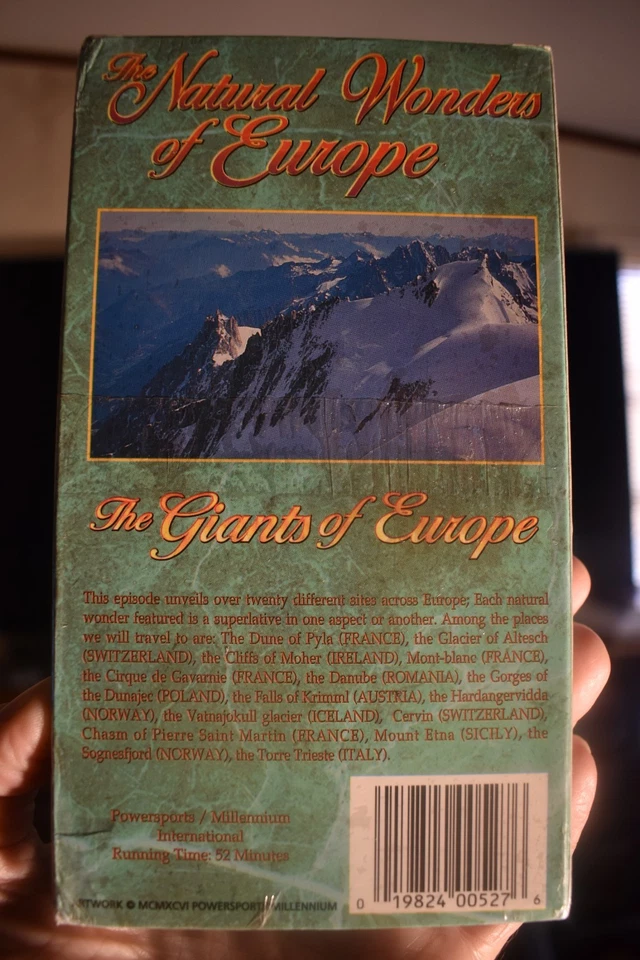 The Natural Wonders
of Europe
The Giants of Europe
This episode unveils over twenty different sites across Europe; Each natural
wonder featured is a superlative in one aspect or another. Among the places
we will travel to are: The Dune of Pyla (FRANCE), the Glacier of Altesch
(SWITZERLAND), the Cliffs of Moher (IRELAND), Mont-blanc (FRANCE),
the Cirque de Gavarnie (FRANCE), the Danube (ROMANIA), the Gorges of
the Dunajec (POLAND), the Falls of Krimml (AUSTRIA), the Hardangervidda
(NORWAY), the Vatnajokull glacier (ICELAND), Cervin (SWITZERLAND),
Chasm of Pierre Saint Martin (FRANCE), Mount Etna (SICILY), the
Sognesfjord (NORWAY), the Torre Trieste (ITALY).
Powersports / Millennium
International
Running Time: 52 Minutes
RTWORK © MCMXCVI POWERSPORT/MILLENNIUM
0 19824 00527 6